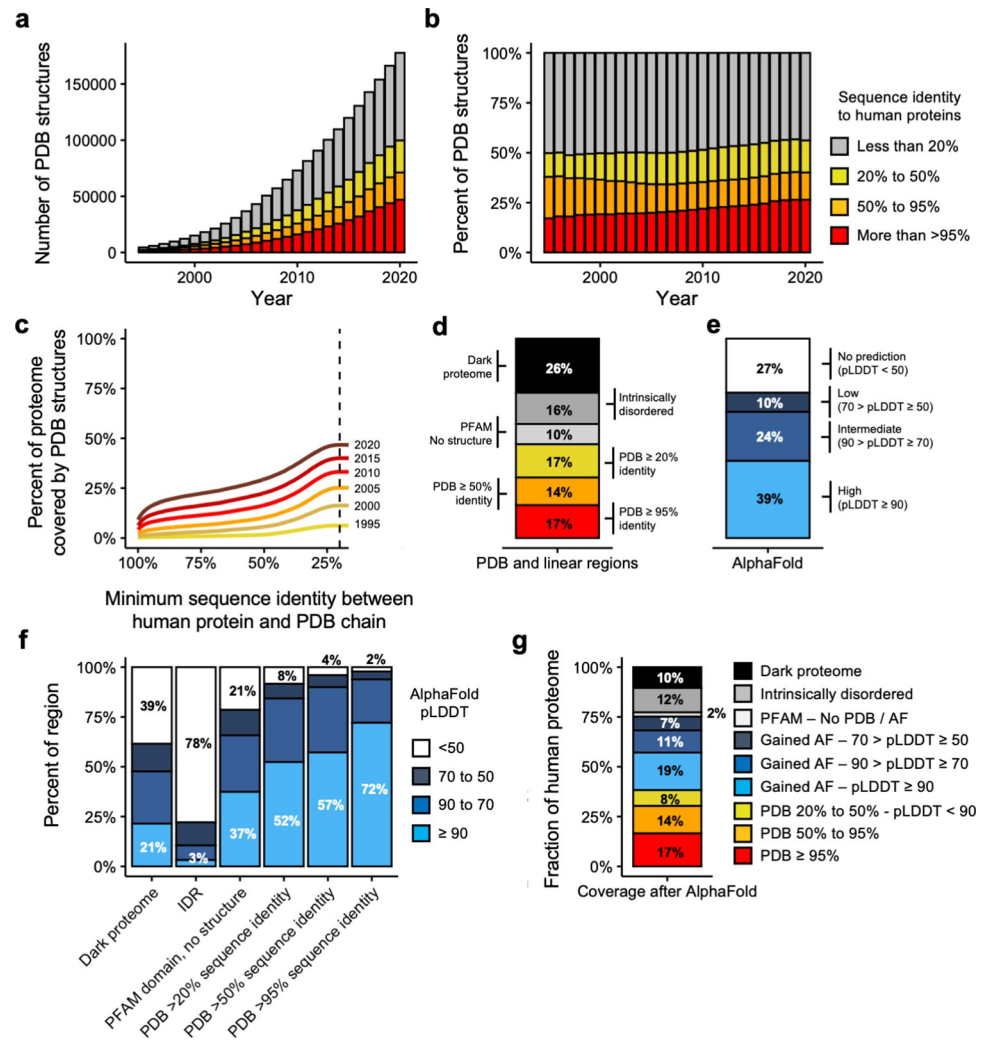 a
Number of PDB structures
150000
100000
50000
0
2000
2010
2020
Year
b
Percent of PDB structures
100%
75%
50%
25%
0%
2000
2010
2020
Year
Sequence identity
to human proteins
Less than 20%
20% to 50%
50% to 95%
More than >95%
c
Percent of proteome
covered by PDB structures
100%
75%
50%
25%
0%
2020
2015
2010
2005
2000
1995
100%
75%
50%
25%
Minimum sequence identity between
human protein and PDB chain
d
Dark
proteome
PFAM
No structure
PDB ≥ 50%
identity
26%
16%
10%
17%
14%
17%
Intrinsically
disordered
PDB ≥ 20%
identity
PDB ≥ 95%
identity
PDB and linear regions
e
27%
10%
24%
39%
No prediction
(pLDDT < 50)
Low
(70 > pLDDT ≥ 50)
Intermediate
(90 > pLDDT ≥ 70)
High
(pLDDT ≥ 90)
AlphaFold
f
Percent of region
100%
75%
50%
25%
0%
39%
21%
78%
3%
21%
37%
8%
52%
4%
57%
2%
72%
Dark proteome
IDR
PFAM domain, no structure
PDB >20% sequence identity
PDB >50% sequence identity
PDB >95% sequence identity
AlphaFold
pLDDT
<50
70 to 50
90 to 70
≥ 90
g
Fraction of human proteome
100%
75%
50%
25%
0%
10%
12%
2%
7%
11%
19%
8%
14%
17%
Coverage after AlphaFold
Dark proteome
Intrinsically disordered
PFAM – No PDB / AF
Gained AF – 70 > pLDDT ≥ 50
Gained AF – 90 > pLDDT ≥ 70
Gained AF – pLDDT ≥ 90
PDB 20% to 50% - pLDDT < 90
PDB 50% to 95%
PDB ≥ 95%